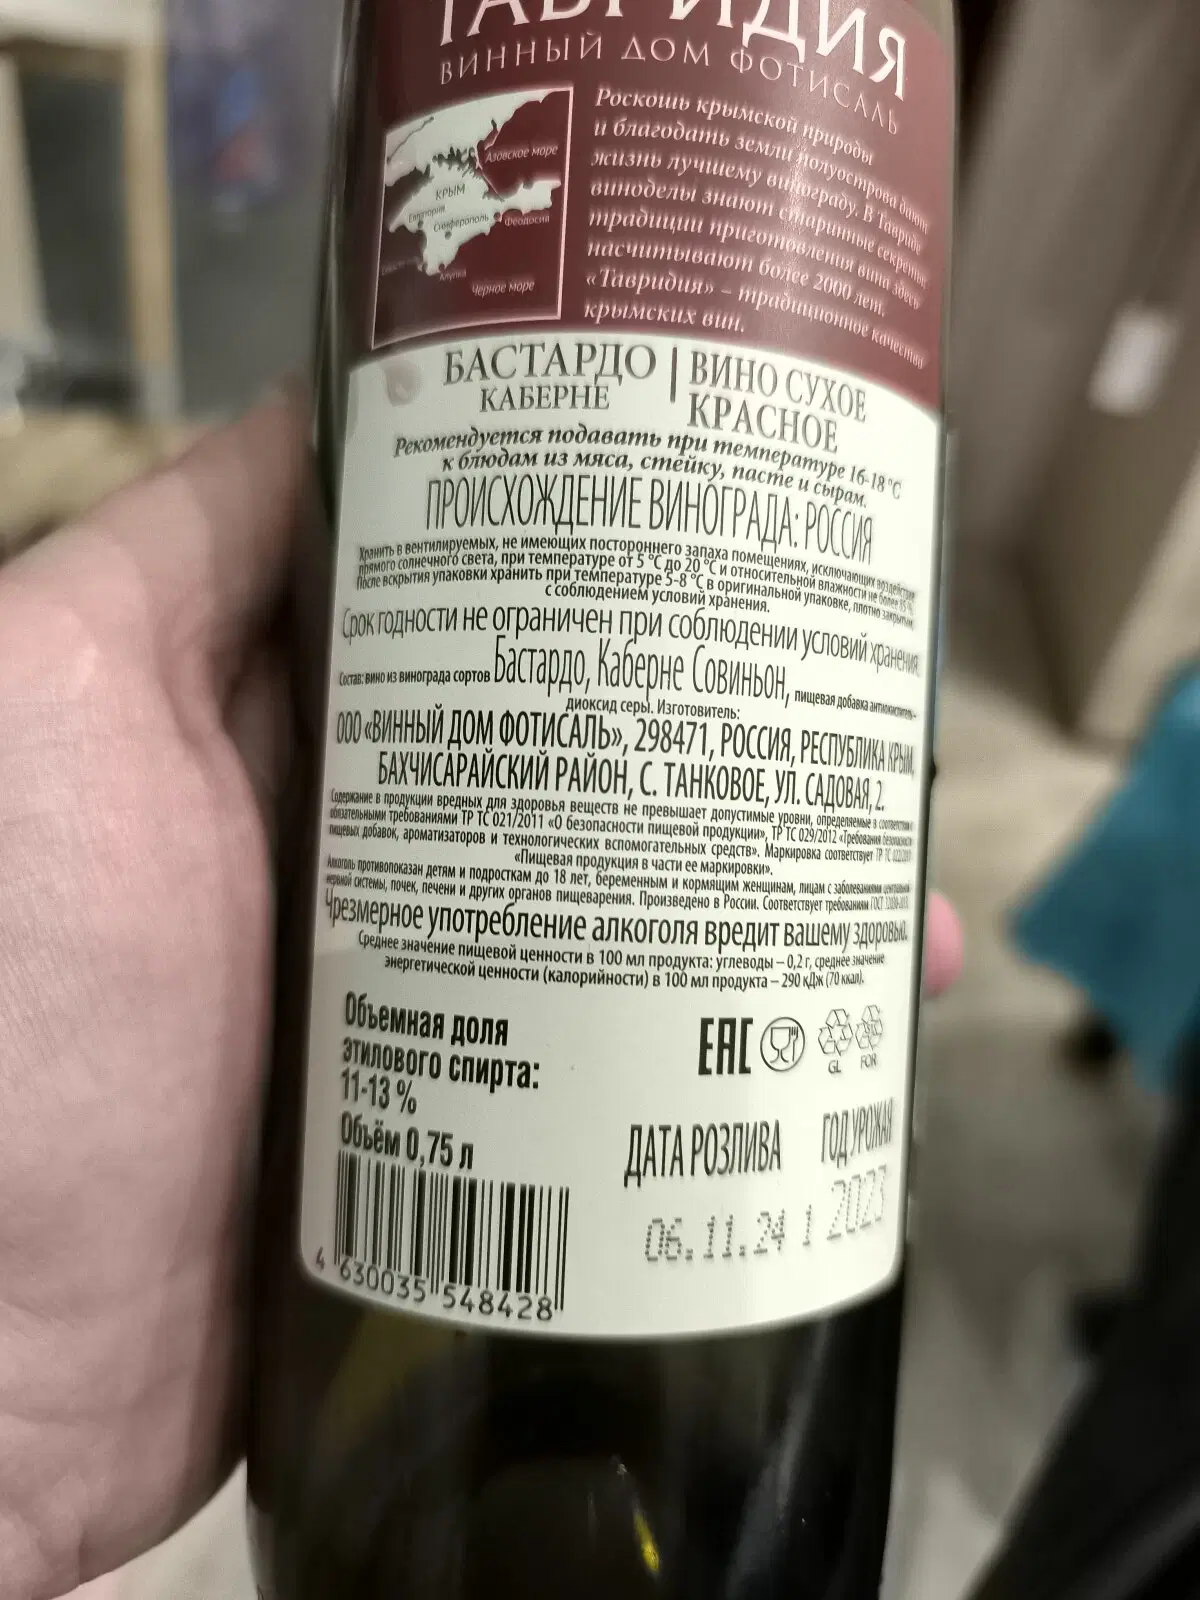 ТАВРИДИЯ
ВИННЫЙ ДОМ ФОТИСАЛЬ
Роскошь крымской природы
и благодать земли полуострова дают
жизнь лучшему винограду. В Тавриде
виноделы знают старинные секреты
традиции приготовления вина здесь
насчитывают более 2000 лет.
«Тавридия» – традиционное качество
крымских вин.
Азовское море
КРЫМ
Евпатория
Симферополь
Феодосия
Алупка
Черное море
БАСТАРДО
КАБЕРНЕ
ВИНО СУХОЕ
КРАСНОЕ
Рекомендуется подавать при температуре 16-18 °С
к блюдам из мяса, стейку, пасте и сырам.
ПРОИСХОЖДЕНИЕ ВИНОГРАДА: РОССИЯ
Хранить в вентилируемых, не имеющих постороннего запаха помещениях, исключающих воздействие
прямого солнечного света, при температуре от 5 °С до 20 °С и относительной влажности не более
После вскрытия упаковки хранить при температуре 5-8 °С в оригинальной упаковке, плотно закрытым
с соблюдением условий хранения.
Срок годности не ограничен при соблюдении условий хранения.
Состав: вино из винограда сортов Бастардо, Каберне Совиньон, пищевая добавка антиокислитель–
диоксид серы. Изготовитель:
ООО «ВИННЫЙ ДОМ ФОТИСАЛЬ», 298471, РОССИЯ, РЕСПУБЛИКА КРЫМ,
БАХЧИСАРАЙСКИЙ РАЙОН, С. ТАНКОВОЕ, УЛ. САДОВАЯ, 2.
Содержание в продукции вредных для здоровья веществ не превышает допустимые уровни, определяемые в соответствии с
обязательными требованиями ТР ТС 021/2011 «О безопасности пищевой продукции», ТР ТС 029/2012 «Требования безопасности
пищевых добавок, ароматизаторов и технологических вспомогательных средств». Маркировка соответствует ТР ТС 022/2011
«Пищевая продукция в части ее маркировки».
Алкоголь противопоказан детям и подросткам до 18 лет, беременным и кормящим женщинам, лицам с заболеваниями центральной
нервной системы, почек, печени и других органов пищеварения. Произведено в России. Соответствует требованиям ГОСТ
Чрезмерное употребление алкоголя вредит вашему здоровью.
Среднее значение пищевой ценности в 100 мл продукта: углеводы – 0,2 г, среднее значение
энергетической ценности (калорийности) в 100 мл продукта – 290 кДж (70 ккал).
Объемная доля
этилового спирта:
11-13 %
Объём 0,75 л
ЕАС
GL
FOR
ДАТА РОЗЛИВА
ГОД УРОЖАЯ
06.11.24 1 2023
4 630035 548428